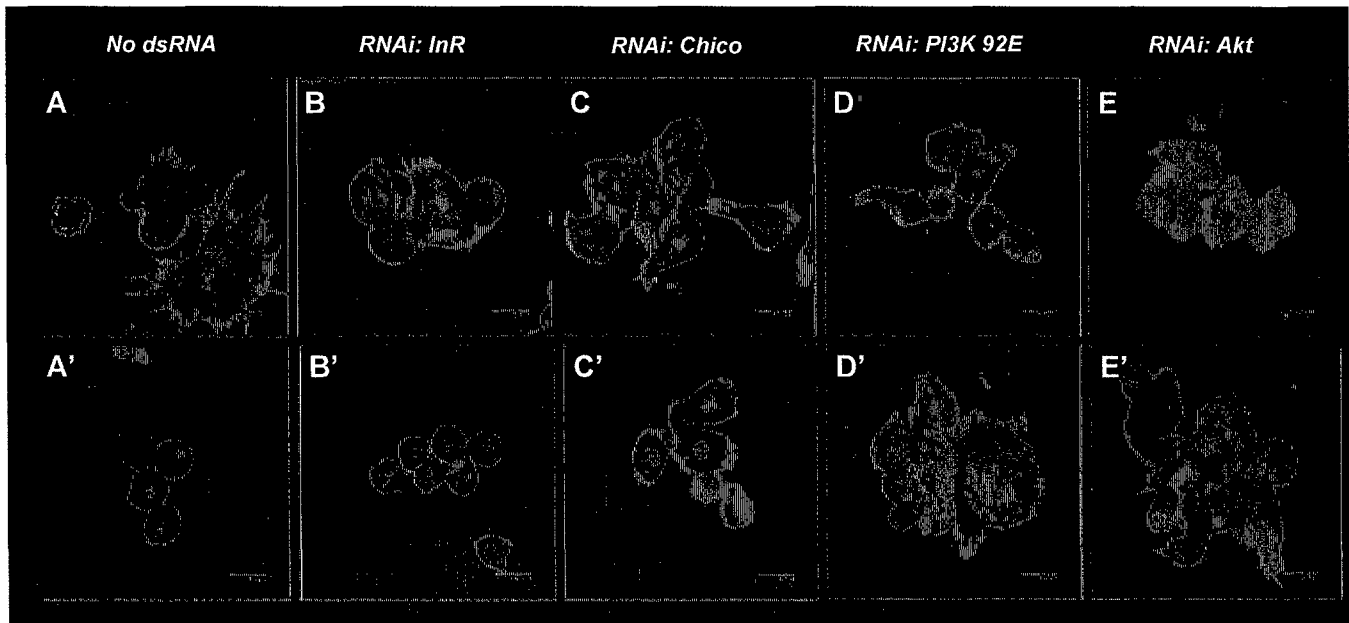 No dsRNA RNAi: InR RNAi: Chico RNAi: PI3K 92E RNAi: Akt
A B C D E
A' B' C' D' E'